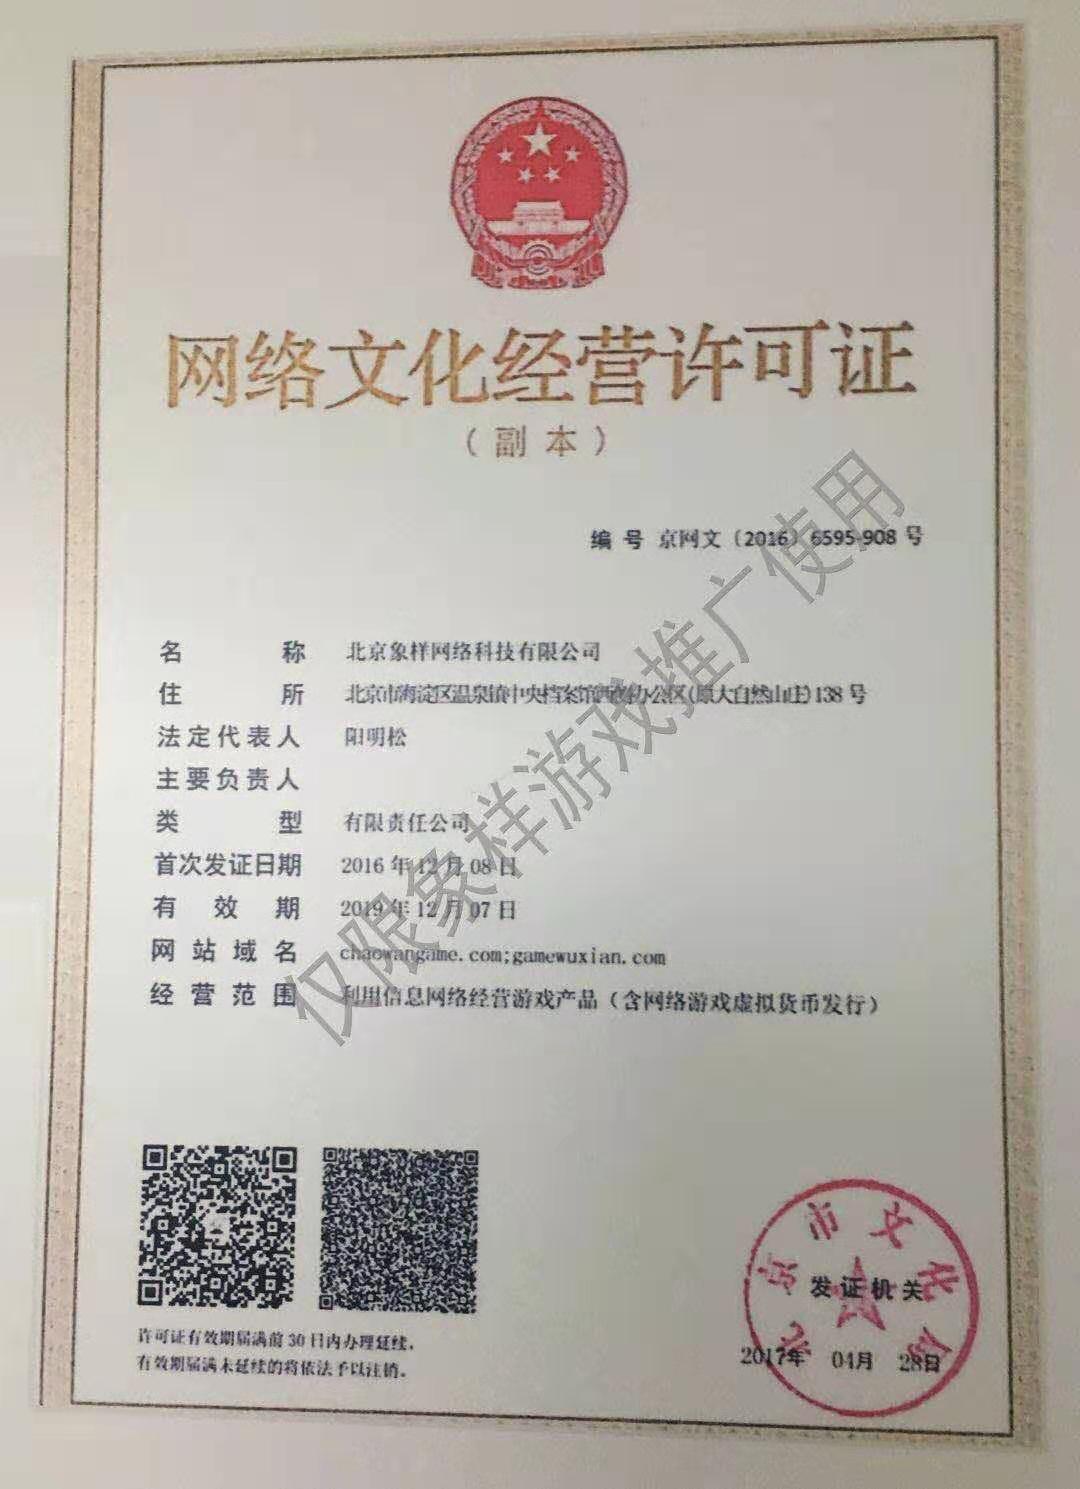 网络文化经营许可证
（副本）
编 号 京网文〔2016〕6595-908 号
名 称 北京象样网络科技有限公司
住 所 北京市海淀区温泉镇中央档案馆西侧办公区(原大自然山庄)138 号
法定代表人 阳明松
主要负责人
类 型 有限责任公司
首次发证日期 2016 年 12 月 08 日
有 效 期 2019 年 12 月 07 日
网 站 域 名 chaowangame.com;gamewuxian.com
经 营 范 围 利用信息网络经营游戏产品（含网络游戏虚拟货币发行）
仅限象样游戏推广使用
许可证有效期届满前 30 日内办理延续，
有效期届满未延续的将依法予以注销。
北京市文化局
发证机关
2017年 04月 28日